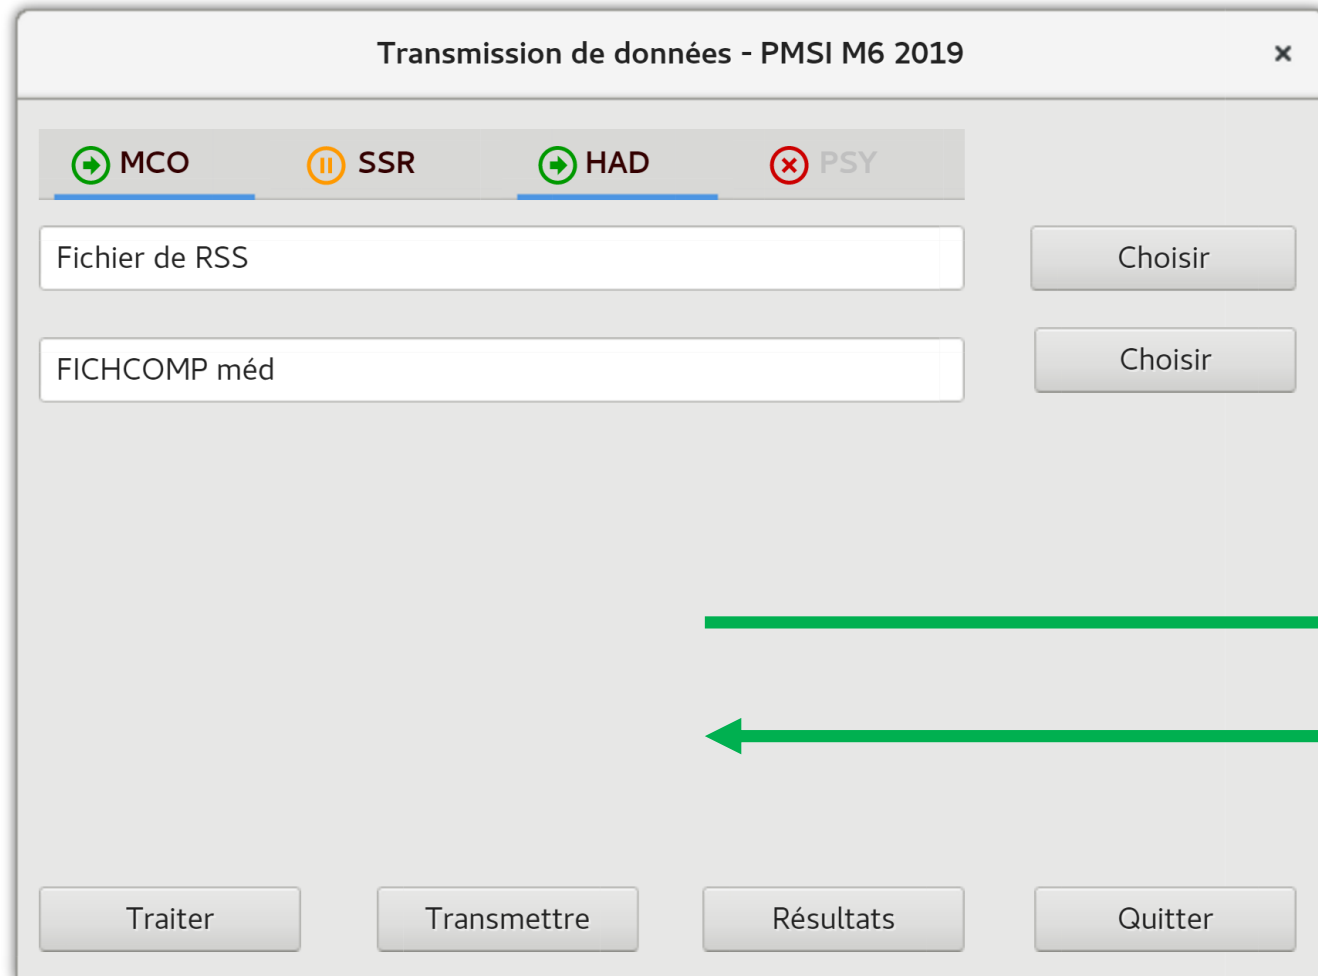 Transmission de données - PMSI M6 2019
MCO SSR HAD PSY
Fichier de RSS Choisir
FICHCOMP méd Choisir
Traiter Transmettre Résultats Quitter